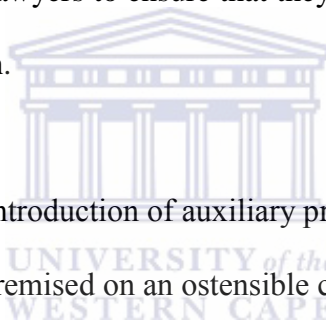 awyers to ensure that they
ntroduction of auxiliary pr
UNIVERSITY of the
remised on an ostensible c
WESTERN CAPE